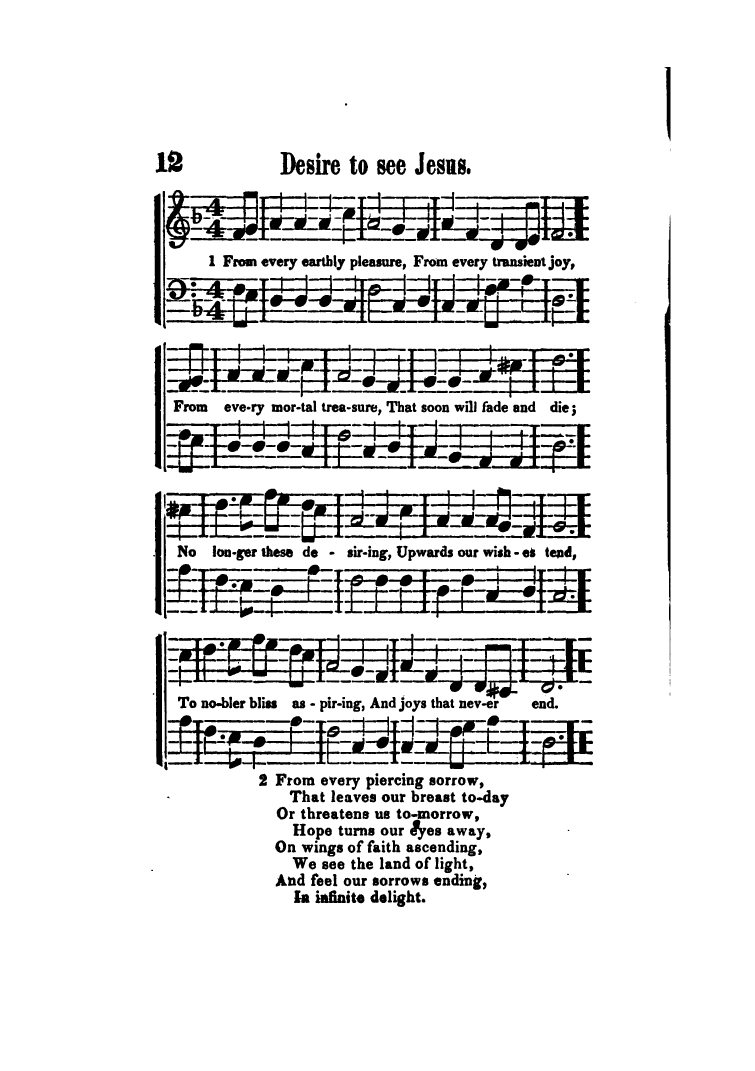 12 Desire to see Jesus.
4
4
1 From every earthly pleasure, From every transient joy,
4
4
From eve-ry mor-tal trea-sure, That soon will fade and die;
No lon-ger these de - sir-ing, Upwards our wish - es tend,
To no-bler bliss as - pir-ing, And joys that nev-er end.
2 From every piercing sorrow,
That leaves our breast to-day
Or threatens us to-morrow,
Hope turns our eyes away,
On wings of faith ascending,
We see the land of light,
And feel our sorrows ending,
In infinite delight.